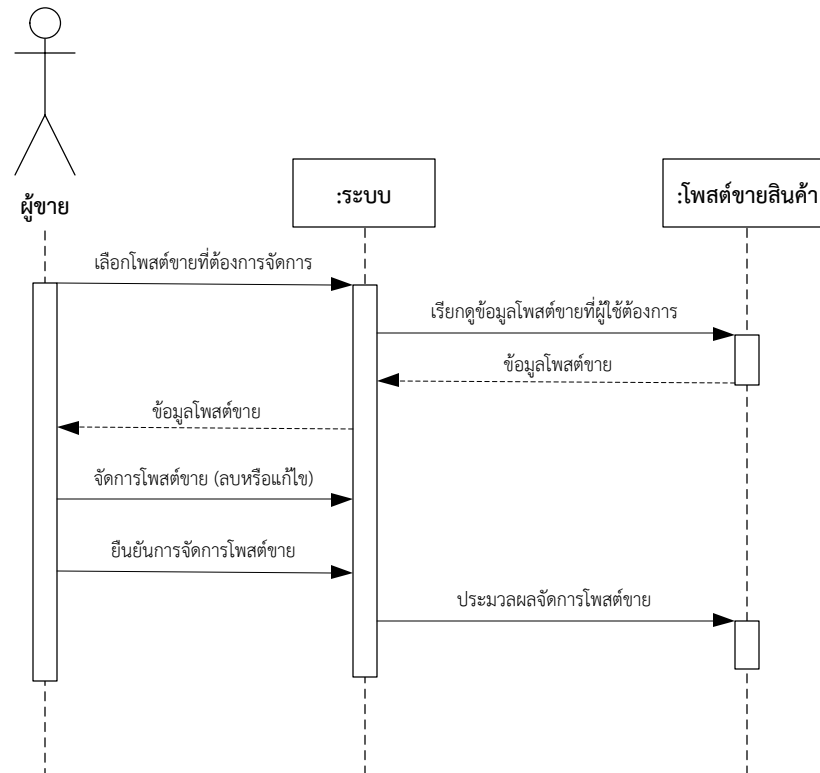 ผู้ขาย
:ระบบ
:โพสต์ขายสินค้า
เลือกโพสต์ขายที่ต้องการจัดการ
เรียกดูข้อมูลโพสต์ขายที่ผู้ใช้ต้องการ
ข้อมูลโพสต์ขาย
ข้อมูลโพสต์ขาย
จัดการโพสต์ขาย (ลบหรือแก้ไข)
ยืนยันการจัดการโพสต์ขาย
ประมวลผลจัดการโพสต์ขาย